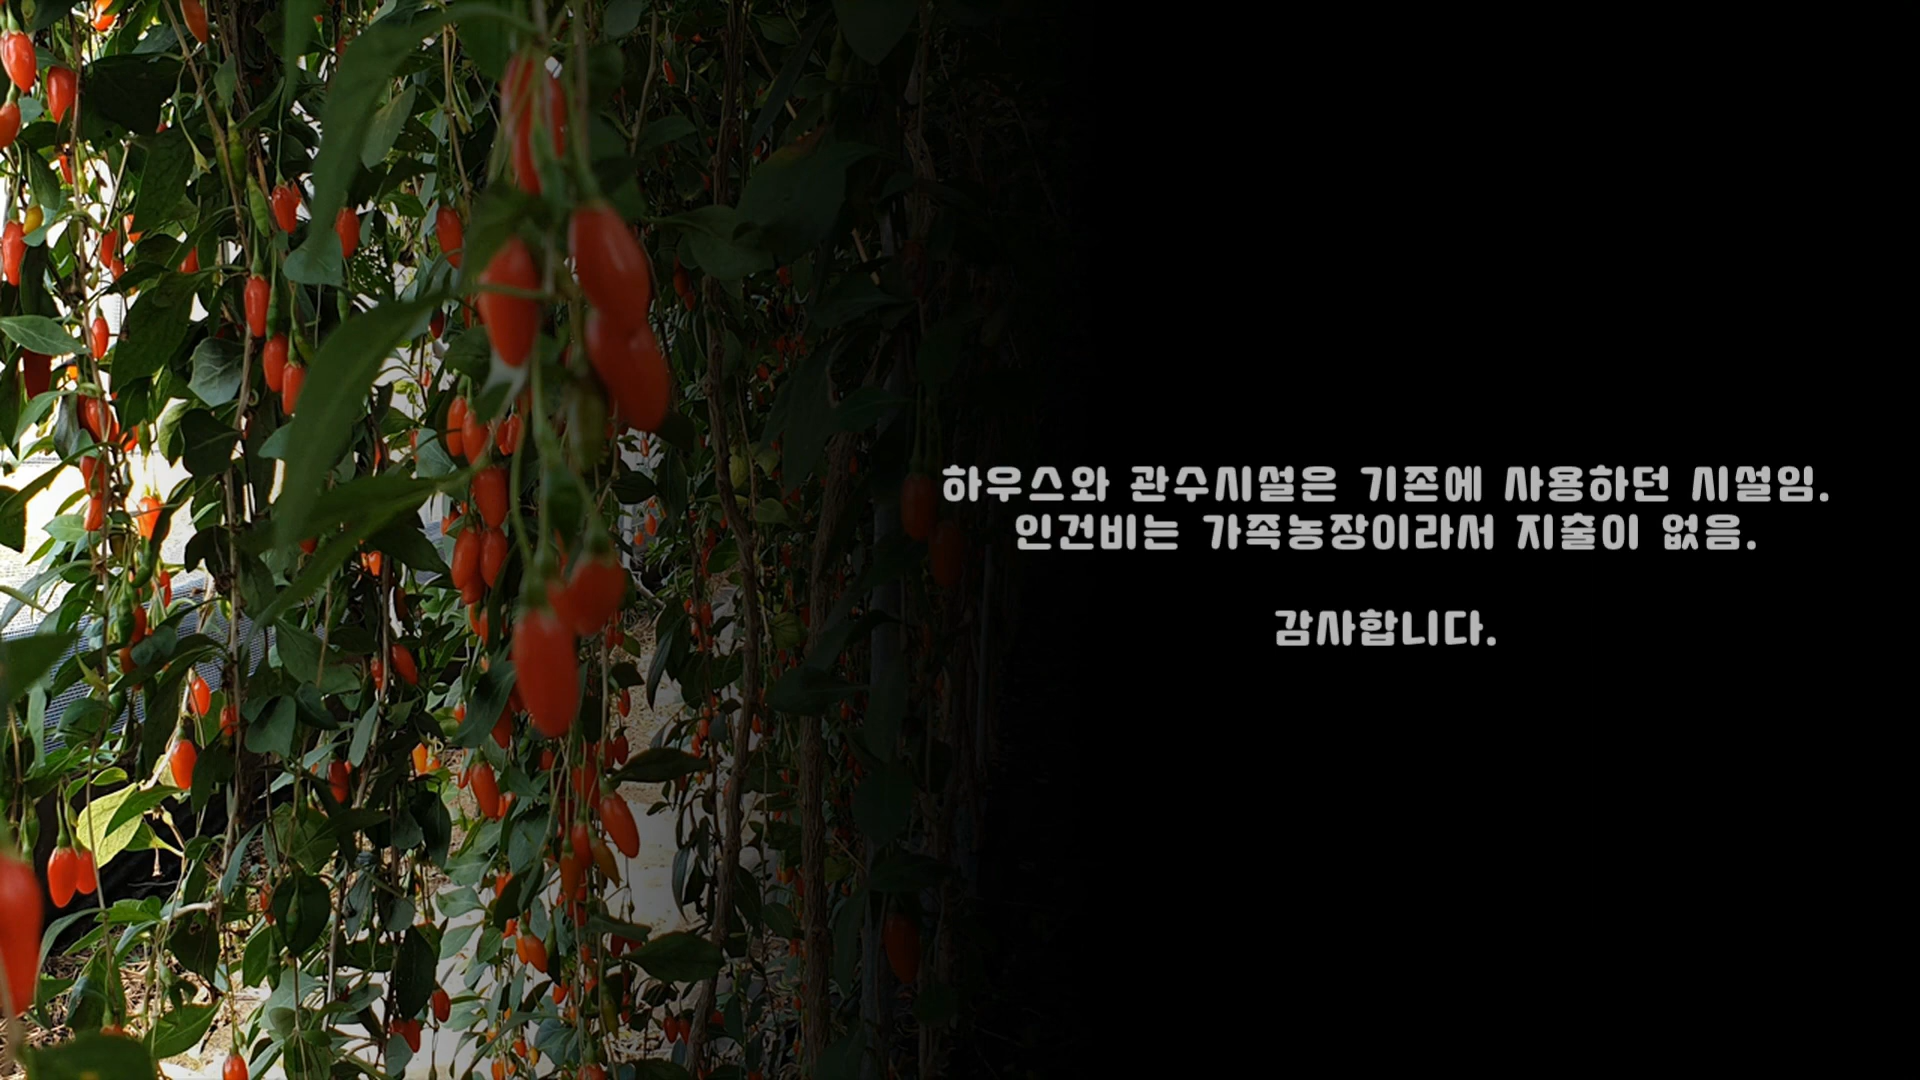 하우스와 관수시설은 기존에 사용하던 시설임.
인건비는 가족농장이라서 지출이 없음.
감사합니다.